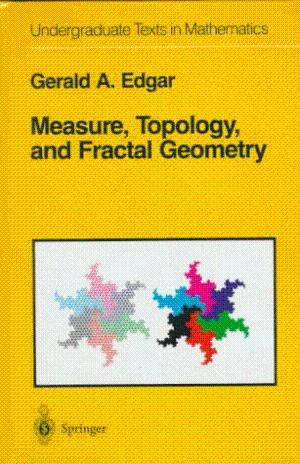 Undergraduate Texts in Mathematics
Gerald A. Edgar
Measure, Topology,
and Fractal Geometry
Springer